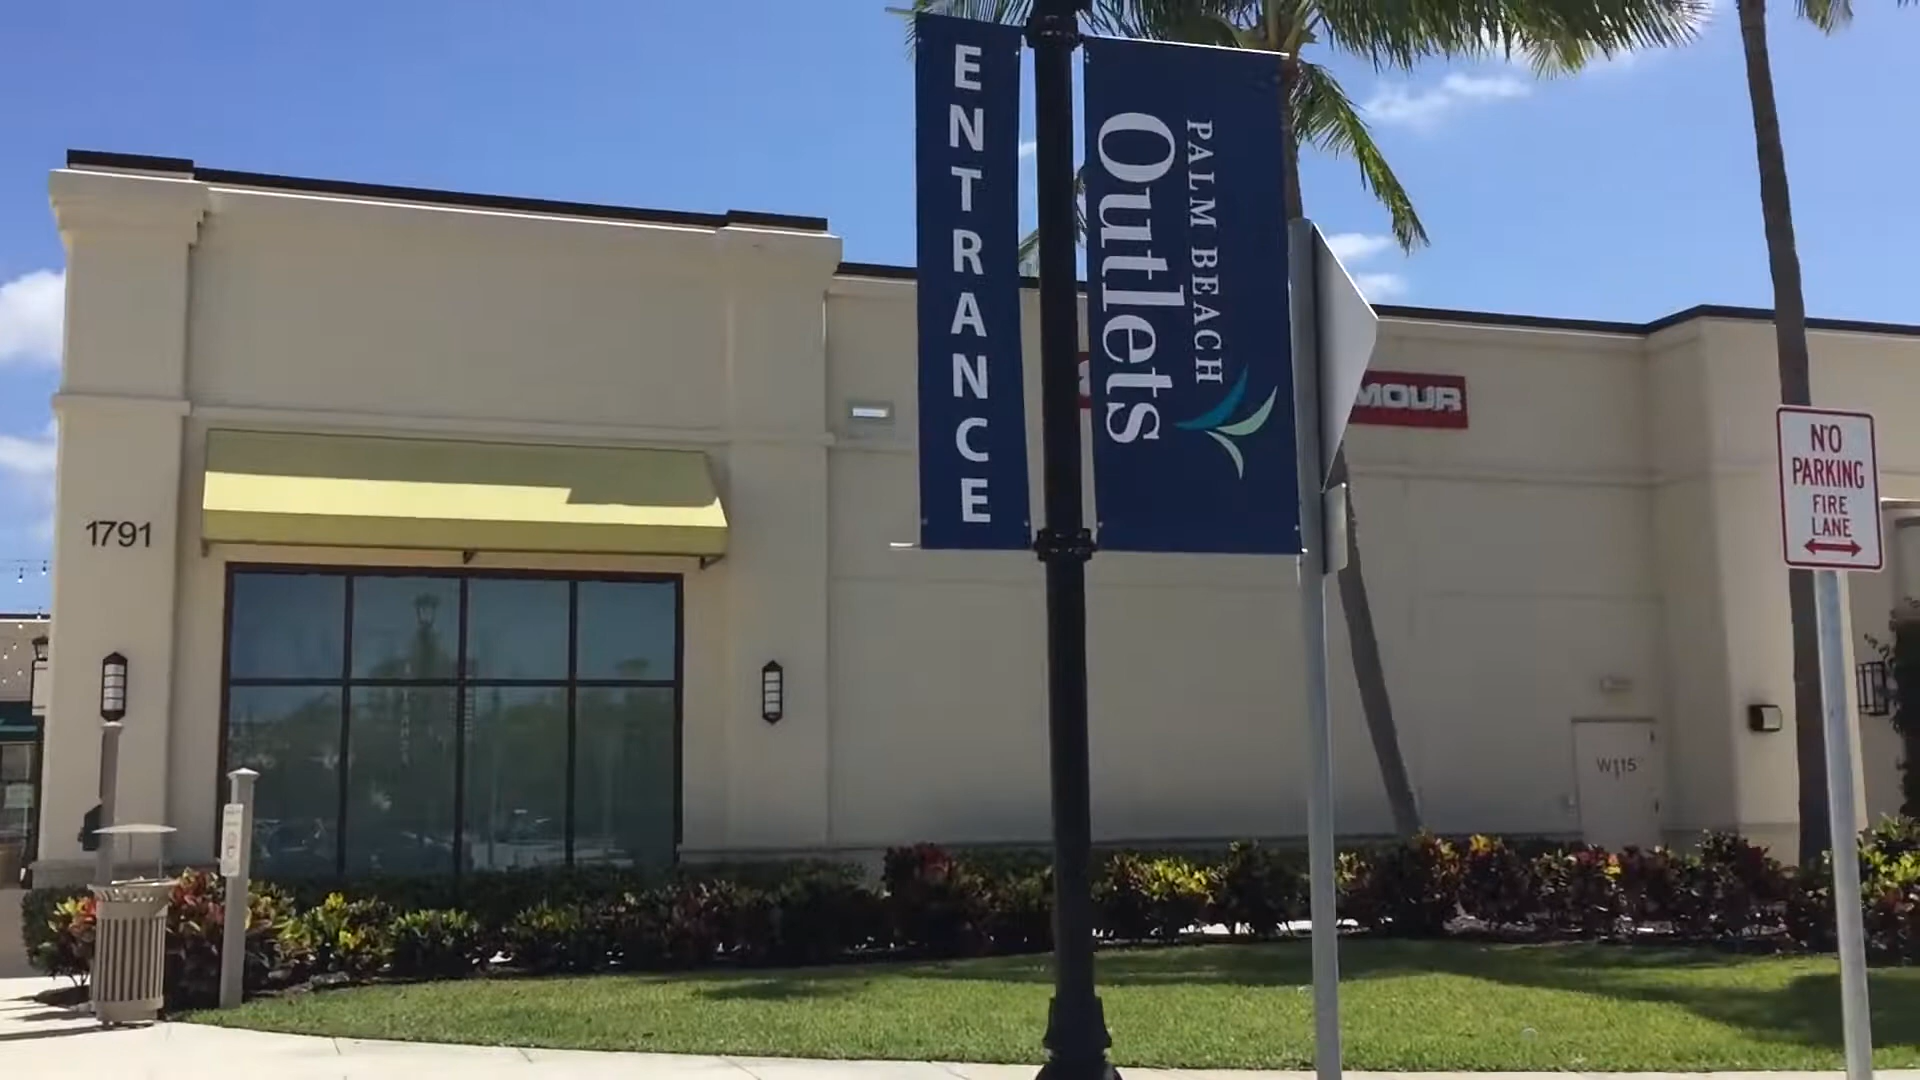 ENTRANCE
PALM BEACH
Outlets
MOUR
1791
NO
PARKING
FIRE
LANE
W115